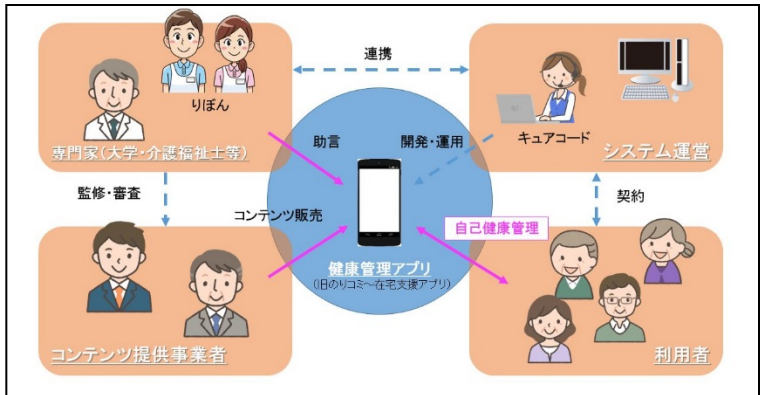 りぼん
専門家(大学・介護福祉士等)
連携
キュアコード
システム運営
助言
開発・運用
監修・審査
コンテンツ販売
契約
自己健康管理
健康管理アプリ
(旧のりコミ～在宅支援アプリ)
コンテンツ提供事業者
利用者